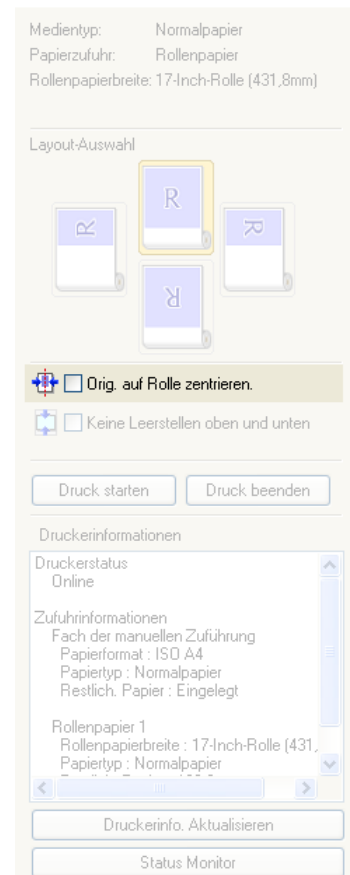 Medientyp: Normalpapier
Papierzufuhr: Rollenpapier
Rollenpapierbreite: 17-Inch-Rolle (431,8mm)
Layout-Auswahl
R
R
R
R
Orig. auf Rolle zentrieren.
Keine Leerstellen oben und unten
Druck starten Druck beenden
Druckerinformationen
Druckerstatus
Online
Zufuhrinformationen
Fach der manuellen Zuführung
Papierformat : ISO A4
Papiertyp : Normalpapier
Restlich. Papier : Eingelegt
Rollenpapier 1
Rollenpapierbreite : 17-Inch-Rolle (431,
Papiertyp : Normalpapier
Druckerinfo. Aktualisieren
Status Monitor